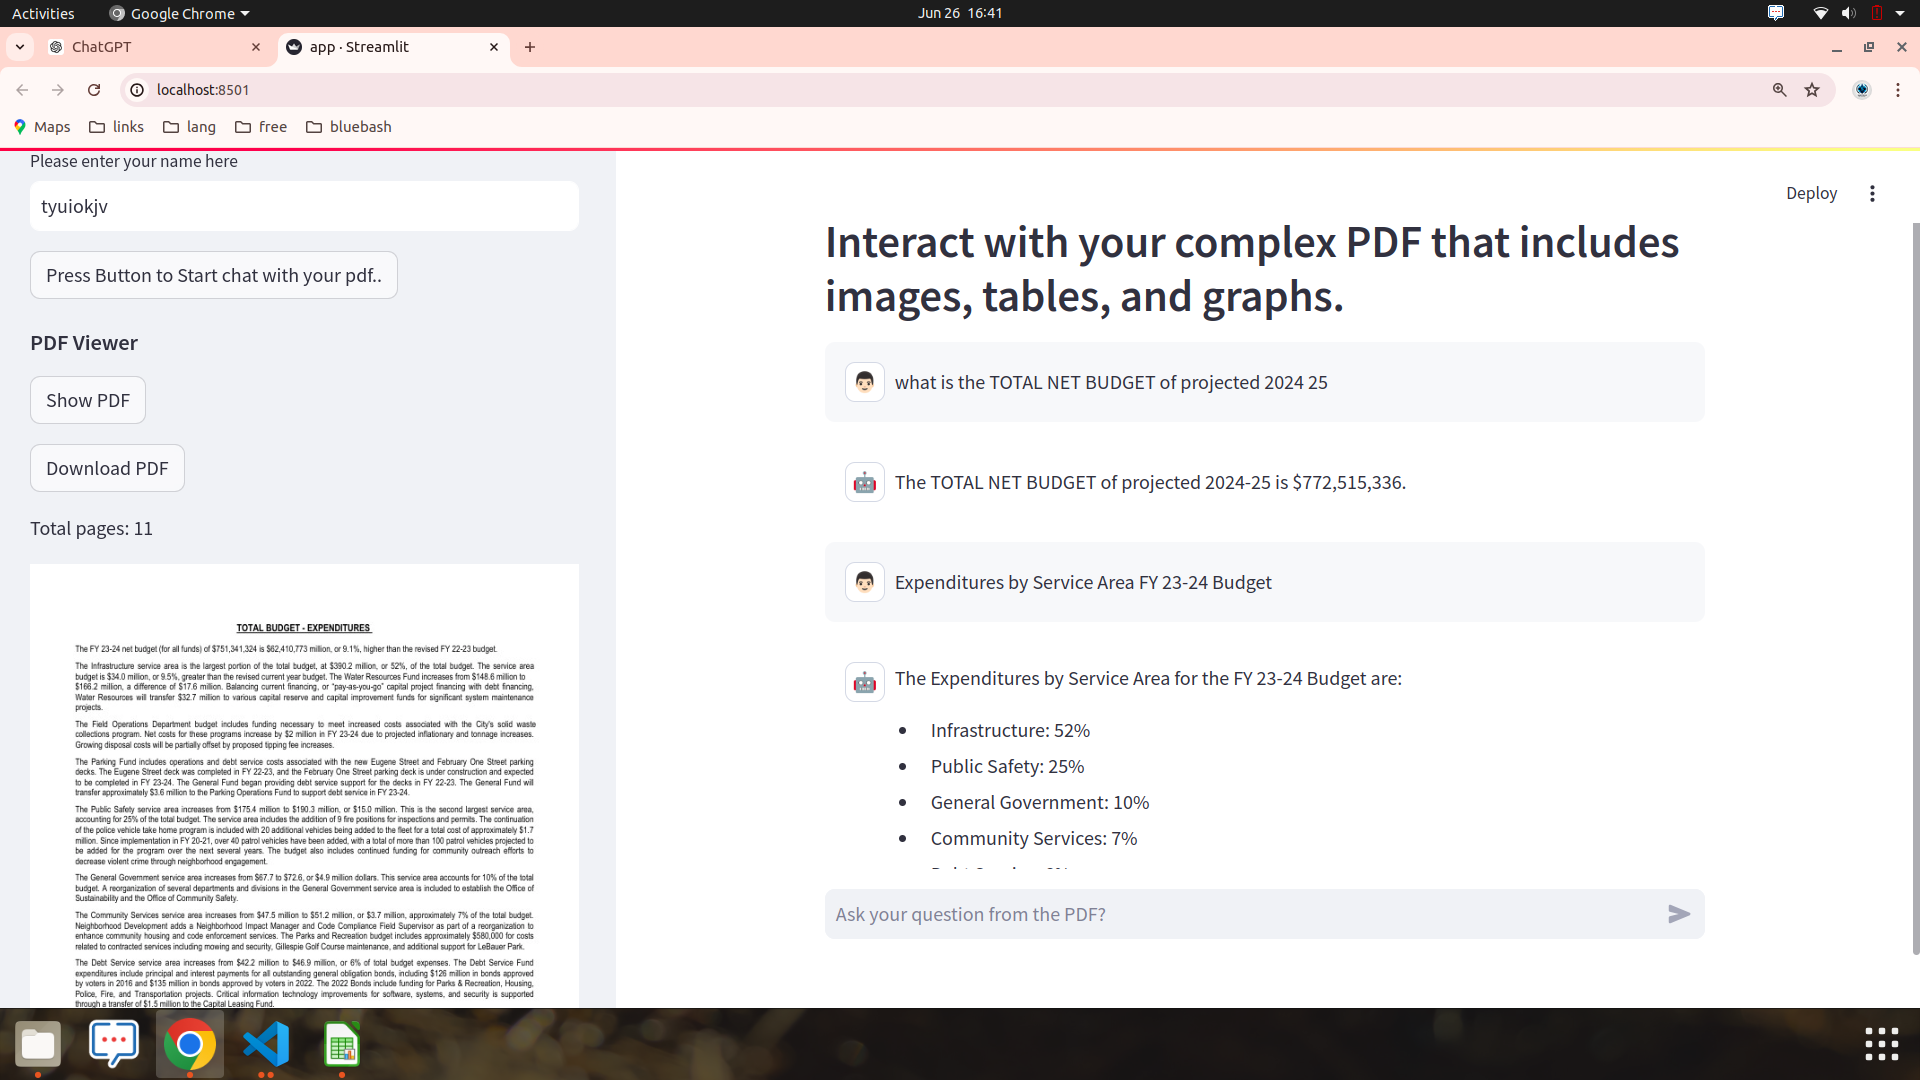 Activities
Google Chrome
Jun 26 16:41
ChatGPT
app · Streamlit
localhost:8501
Maps
links
lang
free
bluebash
Please enter your name here
tyuiokjv
Press Button to Start chat with your pdf..
PDF Viewer
Show PDF
Download PDF
Total pages: 11
TOTAL BUDGET - EXPENDITURES
The FY 23-24 net budget (for all funds) of $751,341,324 is $62,410,773 million, or 9.1%, higher than the revised FY 22-23 budget.
The Infrastructure service area is the largest portion of the total budget, at $390.2 million, or 52%, of the total budget. The service area
budget is $34.0 million, or 9.5%, greater than the revised current year budget. The Water Resources Fund increases from $148.6 million to
$166.2 million, a difference of $17.6 million. Balancing current financing, or "pay-as-you-go" capital project financing with debt financing,
Water Resources will transfer $32.7 million to various capital reserve and capital improvement funds for significant system maintenance
projects.
The Field Operations Department budget includes funding necessary to meet increased costs associated with the City's solid waste
collections program. Net costs for these programs increase by $2 million in FY 23-24 due to projected inflationary and tonnage increases.
Growing disposal costs will be partially offset by proposed tipping fee increases.
The Parking Fund includes operations and debt service costs associated with the new Eugene Street and February One Street parking
decks. The Eugene Street deck was completed in FY 22-23, and the February One Street parking deck is under construction and expected
to be completed in FY 23-24. The General Fund began providing debt service support for the decks in FY 22-23. The General Fund will
transfer approximately $3.6 million to the Parking Operations Fund to support debt service in FY 23-24.
The Public Safety service area increases from $175.4 million to $190.3 million, or $15.0 million. This is the second largest service area,
accounting for 25% of the total budget. The service area includes the addition of 9 fire positions for inspections and permits. The continuation
of the police vehicle take home program is included with 20 additional vehicles being added to the fleet for a total cost of approximately $1.7
million. Since implementation in FY 20-21, over 40 patrol vehicles have been added, with a total of more than 100 patrol vehicles projected to
be added for the program over the next several years. The budget also includes continued funding for community outreach efforts to
decrease violent crime through neighborhood engagement.
The General Government service area increases from $67.7 to $72.6, or $4.9 million dollars. This service area accounts for 10% of the total
budget. A reorganization of several departments and divisions in the General Government service area is included to establish the Office of
Sustainability and the Office of Community Safety.
The Community Services service area increases from $47.5 million to $51.2 million, or $3.7 million, approximately 7% of the total budget.
Neighborhood Development adds a Neighborhood Impact Manager and Code Compliance Field Supervisor as part of a reorganization to
enhance community housing and code enforcement services. The Parks and Recreation budget includes approximately $580,000 for costs
related to contracted services including mowing and security, Gillespie Golf Course maintenance, and additional support for LeBauer Park.
The Debt Service service area increases from $42.2 million to $46.9 million, or 6% of total budget expenses. The Debt Service Fund
expenditures include principal and interest payments for all outstanding general obligation bonds, including $126 million in bonds approved
by voters in 2016 and $135 million in bonds approved by voters in 2022. The 2022 Bonds include funding for Parks & Recreation, Housing,
Police, Fire, and Transportation projects. Critical information technology improvements for software, systems, and security is supported
through a transfer of $1.5 million to the Capital Leasing Fund.
Deploy
Interact with your complex PDF that includes
images, tables, and graphs.
what is the TOTAL NET BUDGET of projected 2024 25
The TOTAL NET BUDGET of projected 2024-25 is $772,515,336.
Expenditures by Service Area FY 23-24 Budget
The Expenditures by Service Area for the FY 23-24 Budget are:
• Infrastructure: 52%
• Public Safety: 25%
• General Government: 10%
• Community Services: 7%
Ask your question from the PDF?